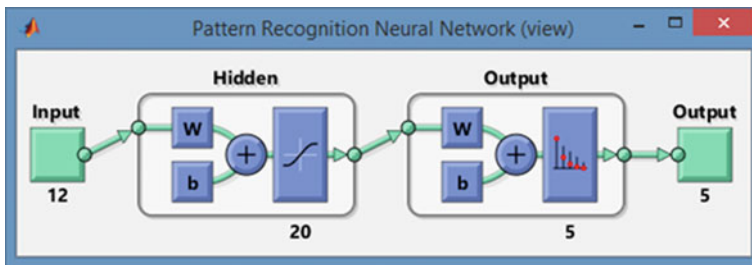 Pattern Recognition Neural Network (view)
Hidden
Output
Input
Output
W
b
W
b
12
20
5
5